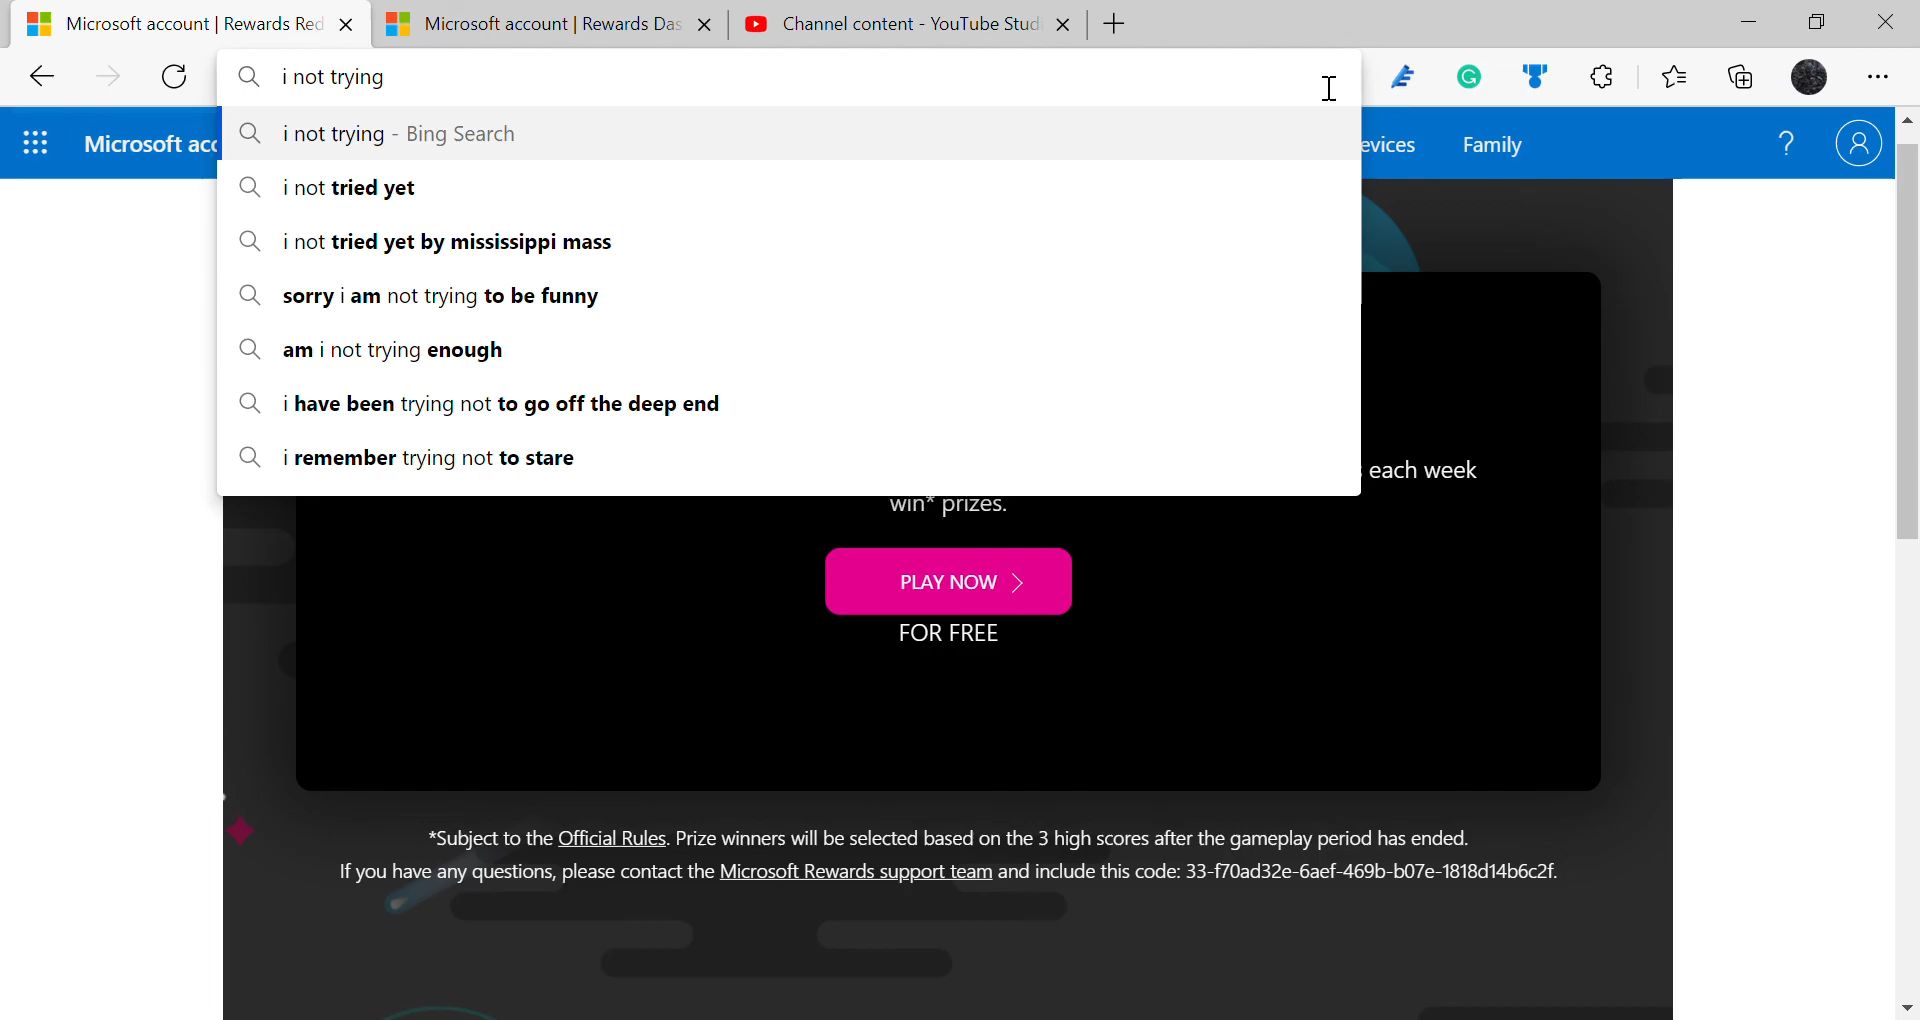 Microsoft account | Rewards Red
Microsoft account | Rewards Das
Channel content - YouTube Studi
i not trying
i not trying - Bing Search
i not tried yet
i not tried yet by mississippi mass
sorry i am not trying to be funny
am i not trying enough
i have been trying not to go off the deep end
i remember trying not to stare
Microsoft acc
evices
Family
?
each week
win* prizes.
PLAY NOW
FOR FREE
*Subject to the Official Rules. Prize winners will be selected based on the 3 high scores after the gameplay period has ended.
If you have any questions, please contact the Microsoft Rewards support team and include this code: 33-f70ad32e-6aef-469b-b07e-1818d14b6c2f.